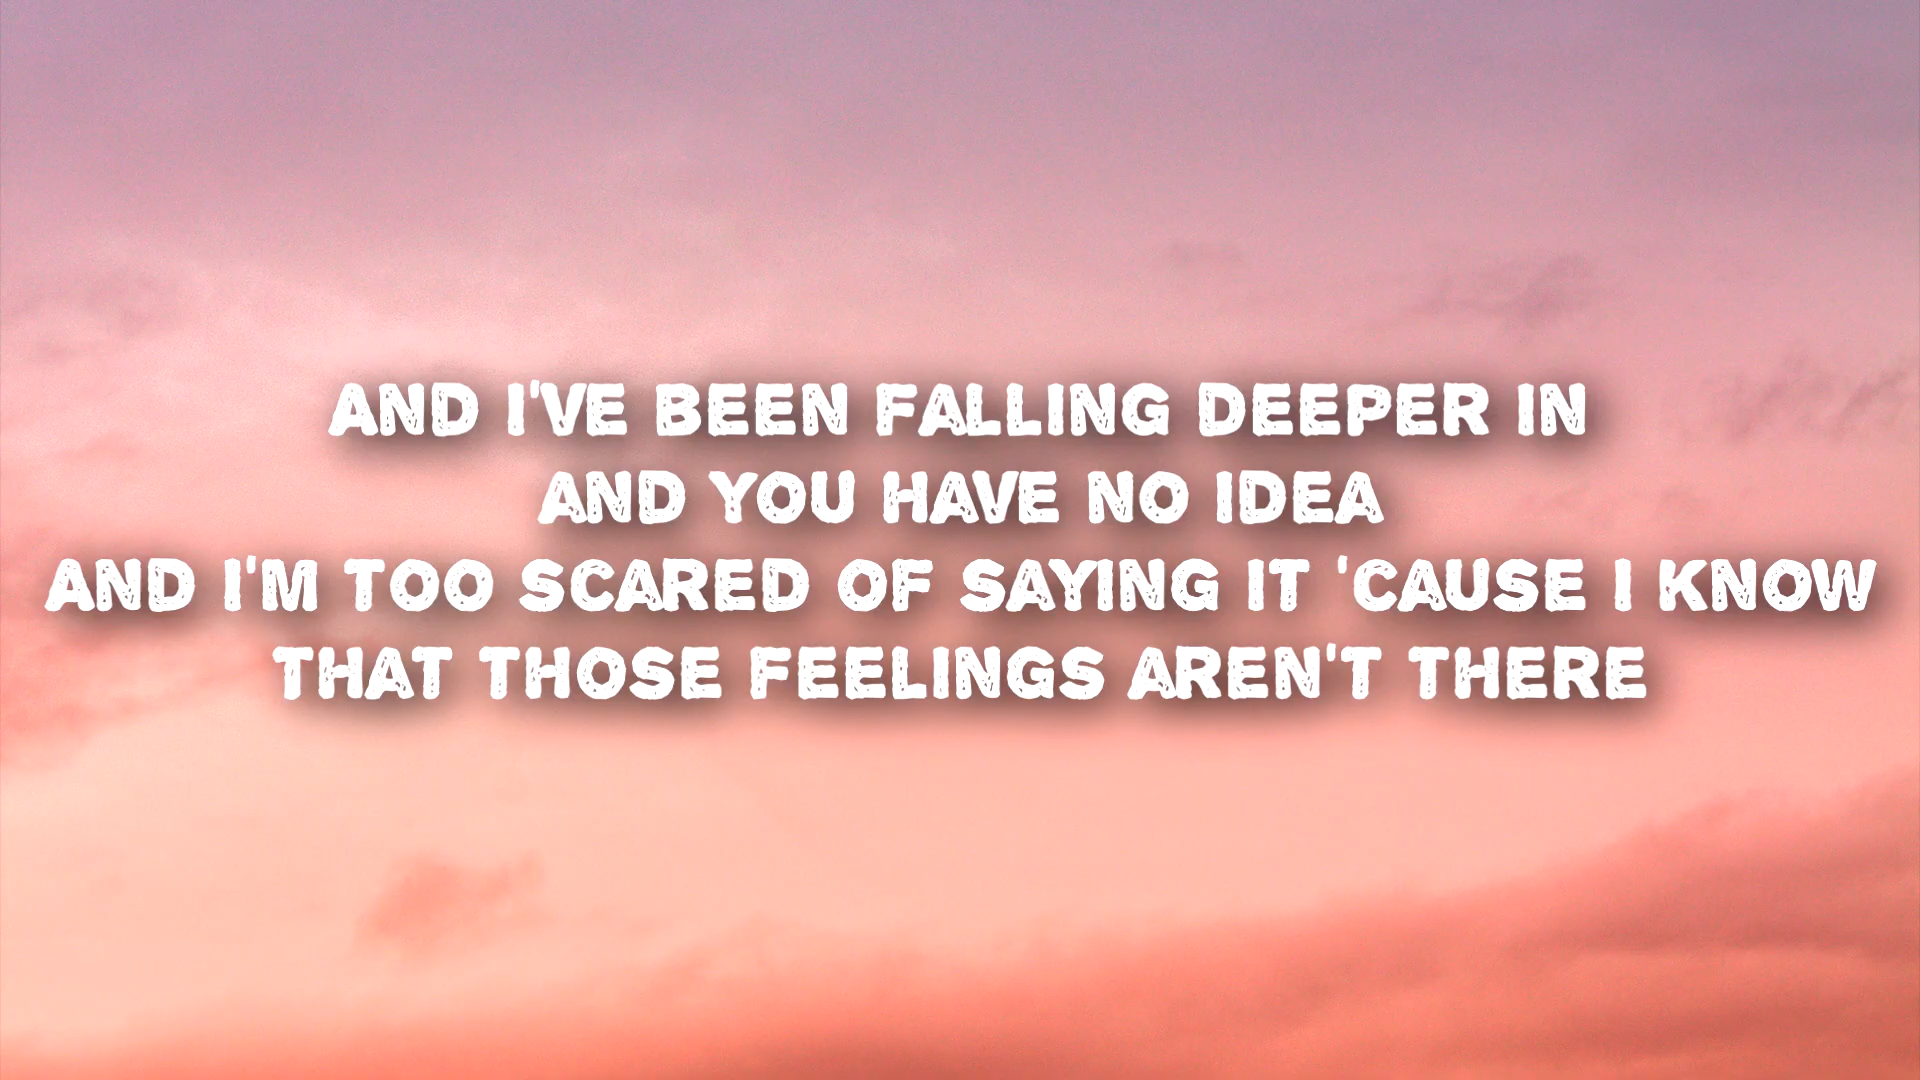 AND I'VE BEEN FALLING DEEPER IN
AND YOU HAVE NO IDEA
AND I'M TOO SCARED OF SAYING IT 'CAUSE I KNOW
THAT THOSE FEELINGS AREN'T THERE